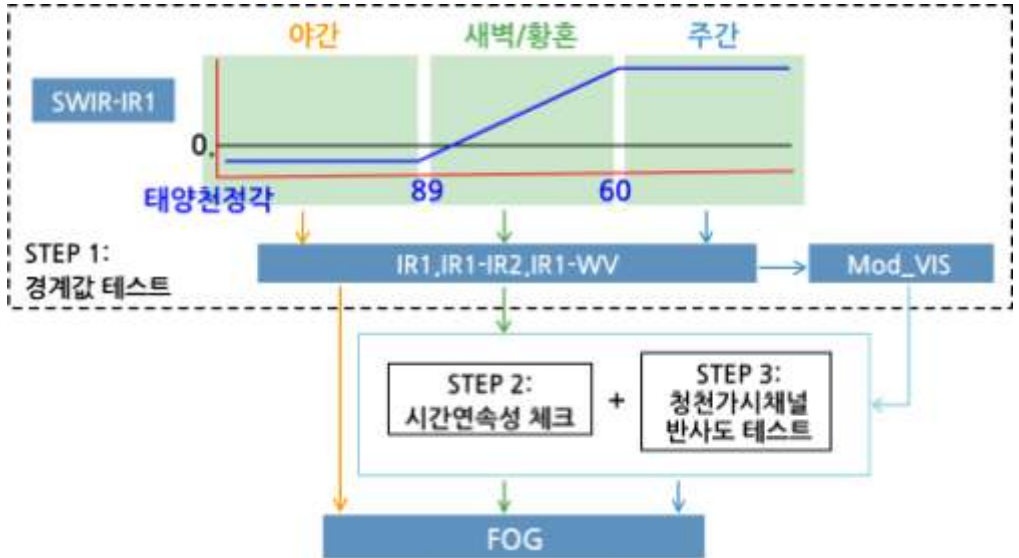 야간 새벽/황혼 주간
SWIR-IR1
0.
태양천정각 89 60
STEP 1:
경계값 테스트
IR1,IR1-IR2,IR1-WV
Mod_VIS
STEP 2:
시간연속성 체크
+
STEP 3:
청천가시채널
반사도 테스트
FOG